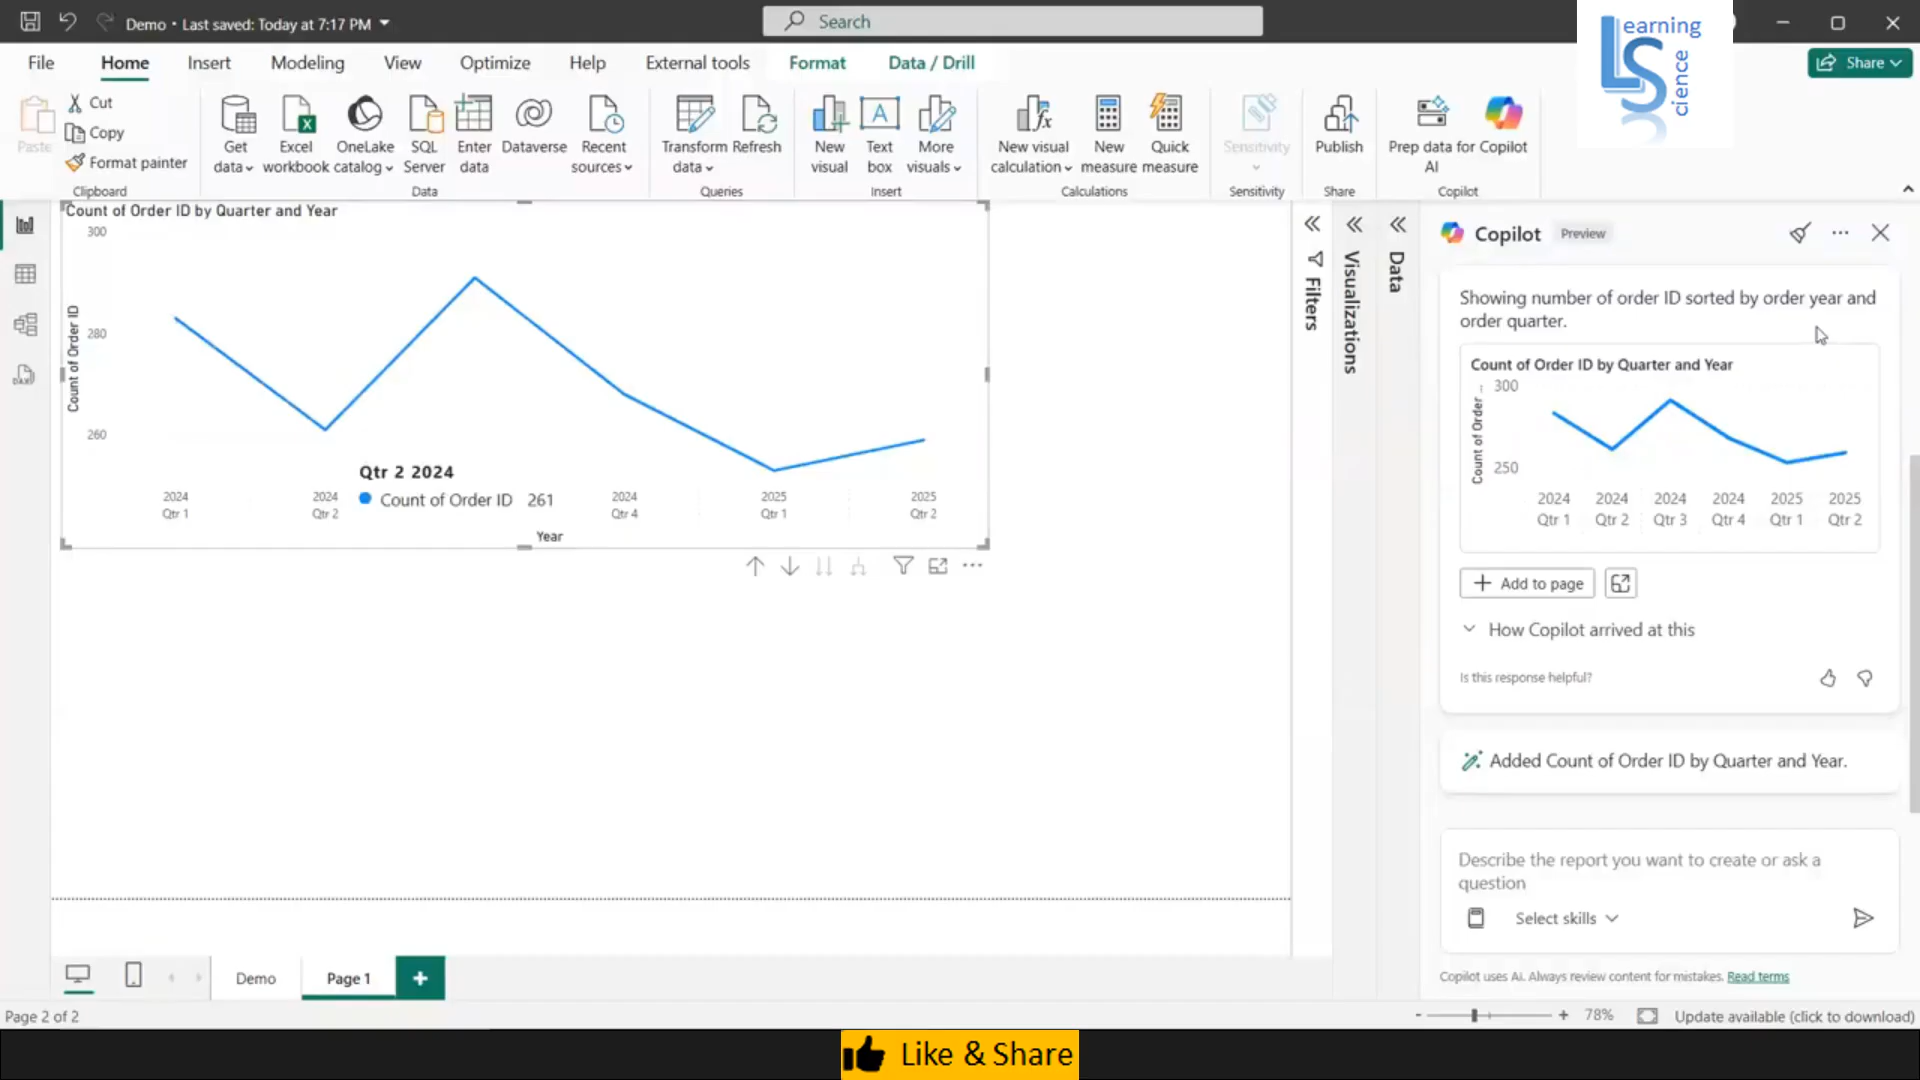 Demo • Last saved: Today at 7:17 PM
Search
Learning Science
File Home Insert Modeling View Optimize Help External tools Format Data / Drill
Share
Paste
Cut
Copy
Format painter
Clipboard
Get data
Excel workbook
OneLake catalog
SQL Server
Enter data
Dataverse
Recent sources
Data
Transform data
Refresh
Queries
New visual
Text box
More visuals
Insert
New visual calculation
New measure
Quick measure
Calculations
Sensitivity
Sensitivity
Publish
Share
Prep data for AI
Copilot
Copilot
Count of Order ID by Quarter and Year
300
280
260
Count of Order ID
Qtr 2 2024
Count of Order ID 261
2024 Qtr 1
2024 Qtr 2
2024 Qtr 4
2025 Qtr 1
2025 Qtr 2
Year
Filters
Visualizations
Data
Copilot Preview
Showing number of order ID sorted by order year and
order quarter.
Count of Order ID by Quarter and Year
300
250
Count of Order ...
2024 2024 2024 2024 2025 2025
Qtr 1 Qtr 2 Qtr 3 Qtr 4 Qtr 1 Qtr 2
Add to page
How Copilot arrived at this
Is this response helpful?
Added Count of Order ID by Quarter and Year.
Describe the report you want to create or ask a
question
Select skills
Copilot uses AI. Always review content for mistakes. Read terms
Demo
Page 1
+
Page 2 of 2
- + 78%
Update available (click to download)
Like & Share